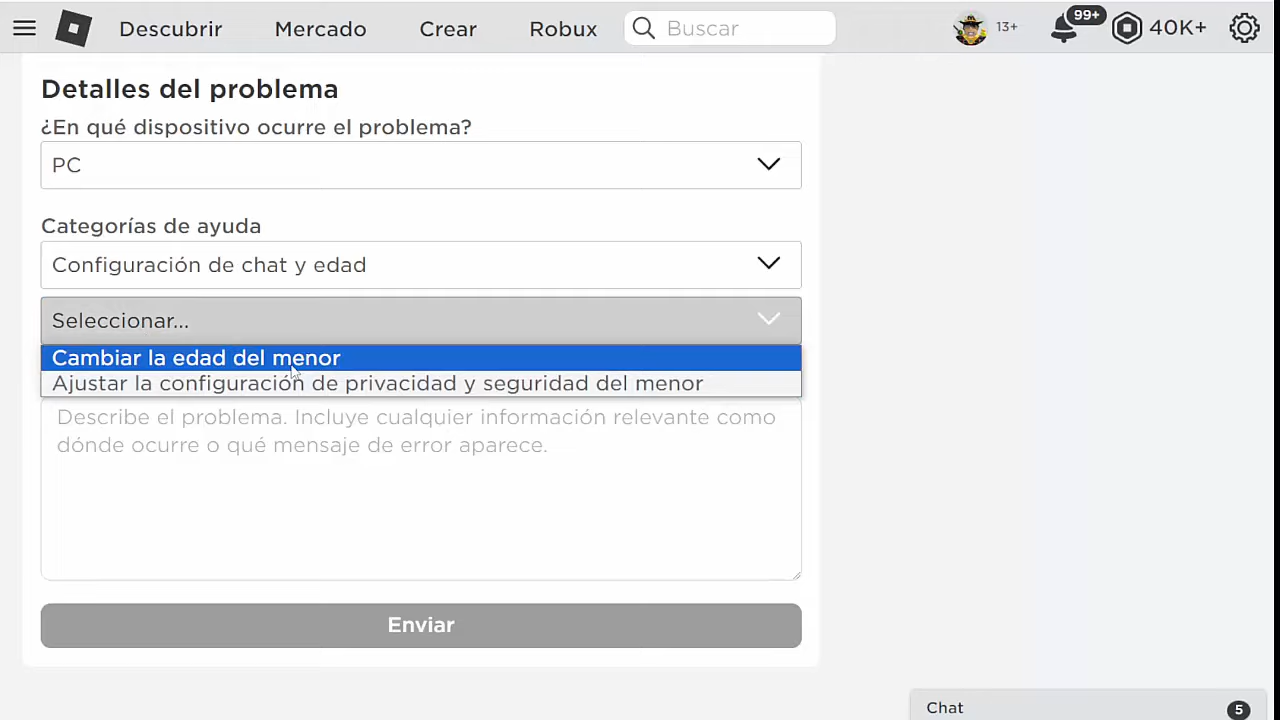 Descubrir Mercado Crear Robux Buscar 13+ 99+ 40K+
Detalles del problema
¿En qué dispositivo ocurre el problema?
PC
Categorías de ayuda
Configuración de chat y edad
Seleccionar...
Cambiar la edad del menor
Ajustar la configuración de privacidad y seguridad del menor
Describe el problema. Incluye cualquier información relevante como
dónde ocurre o qué mensaje de error aparece.
Enviar
Chat 5